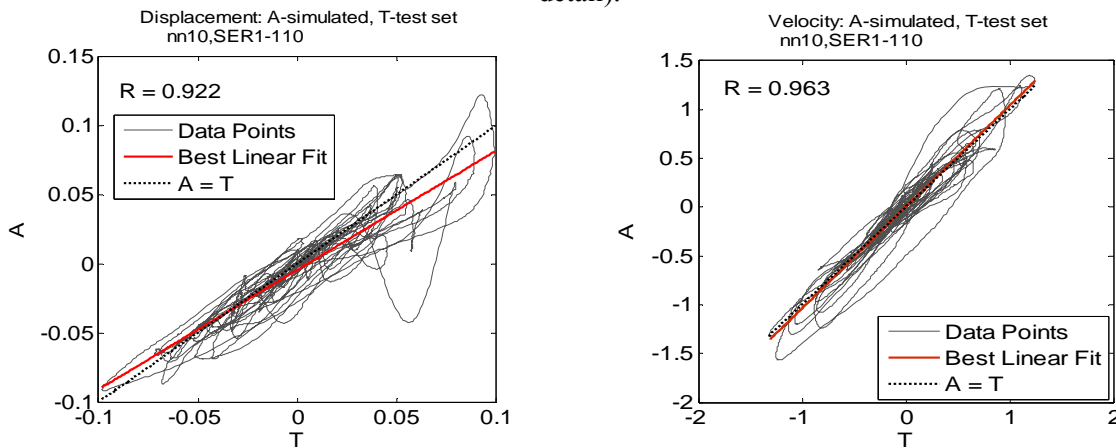 detail).
Displacement: A-simulated, T-test set
nn10,SER1-110
0.15
0.1
0.05
0
-0.05
-0.1
A
R = 0.922
Data Points
Best Linear Fit
A = T
-0.1
-0.05
0
0.05
0.1
T
Velocity: A-simulated, T-test set
nn10,SER1-110
1.5
1
0.5
0
-0.5
-1
-1.5
-2
A
R = 0.963
Data Points
Best Linear Fit
A = T
-2
-1
0
1
2
T